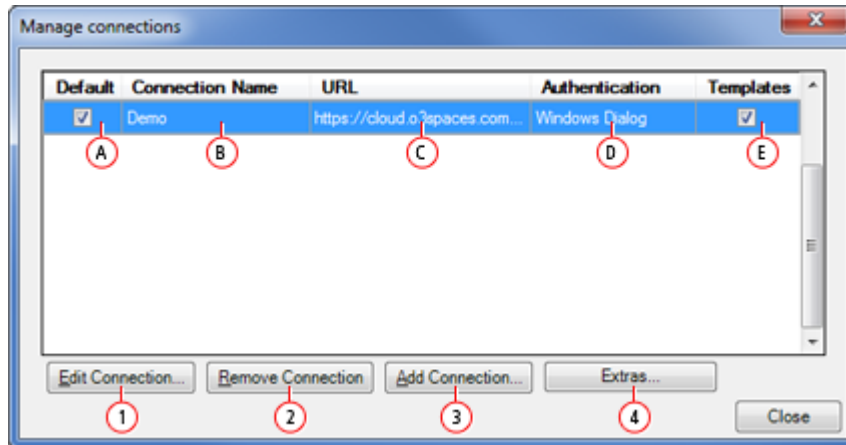 Manage connections
Default Connection Name URL Authentication Templates
Demo https://cloud.o3spaces.com... Windows Dialog
A B C D E
Edit Connection... Remove Connection Add Connection... Extras...
1 2 3 4
Close